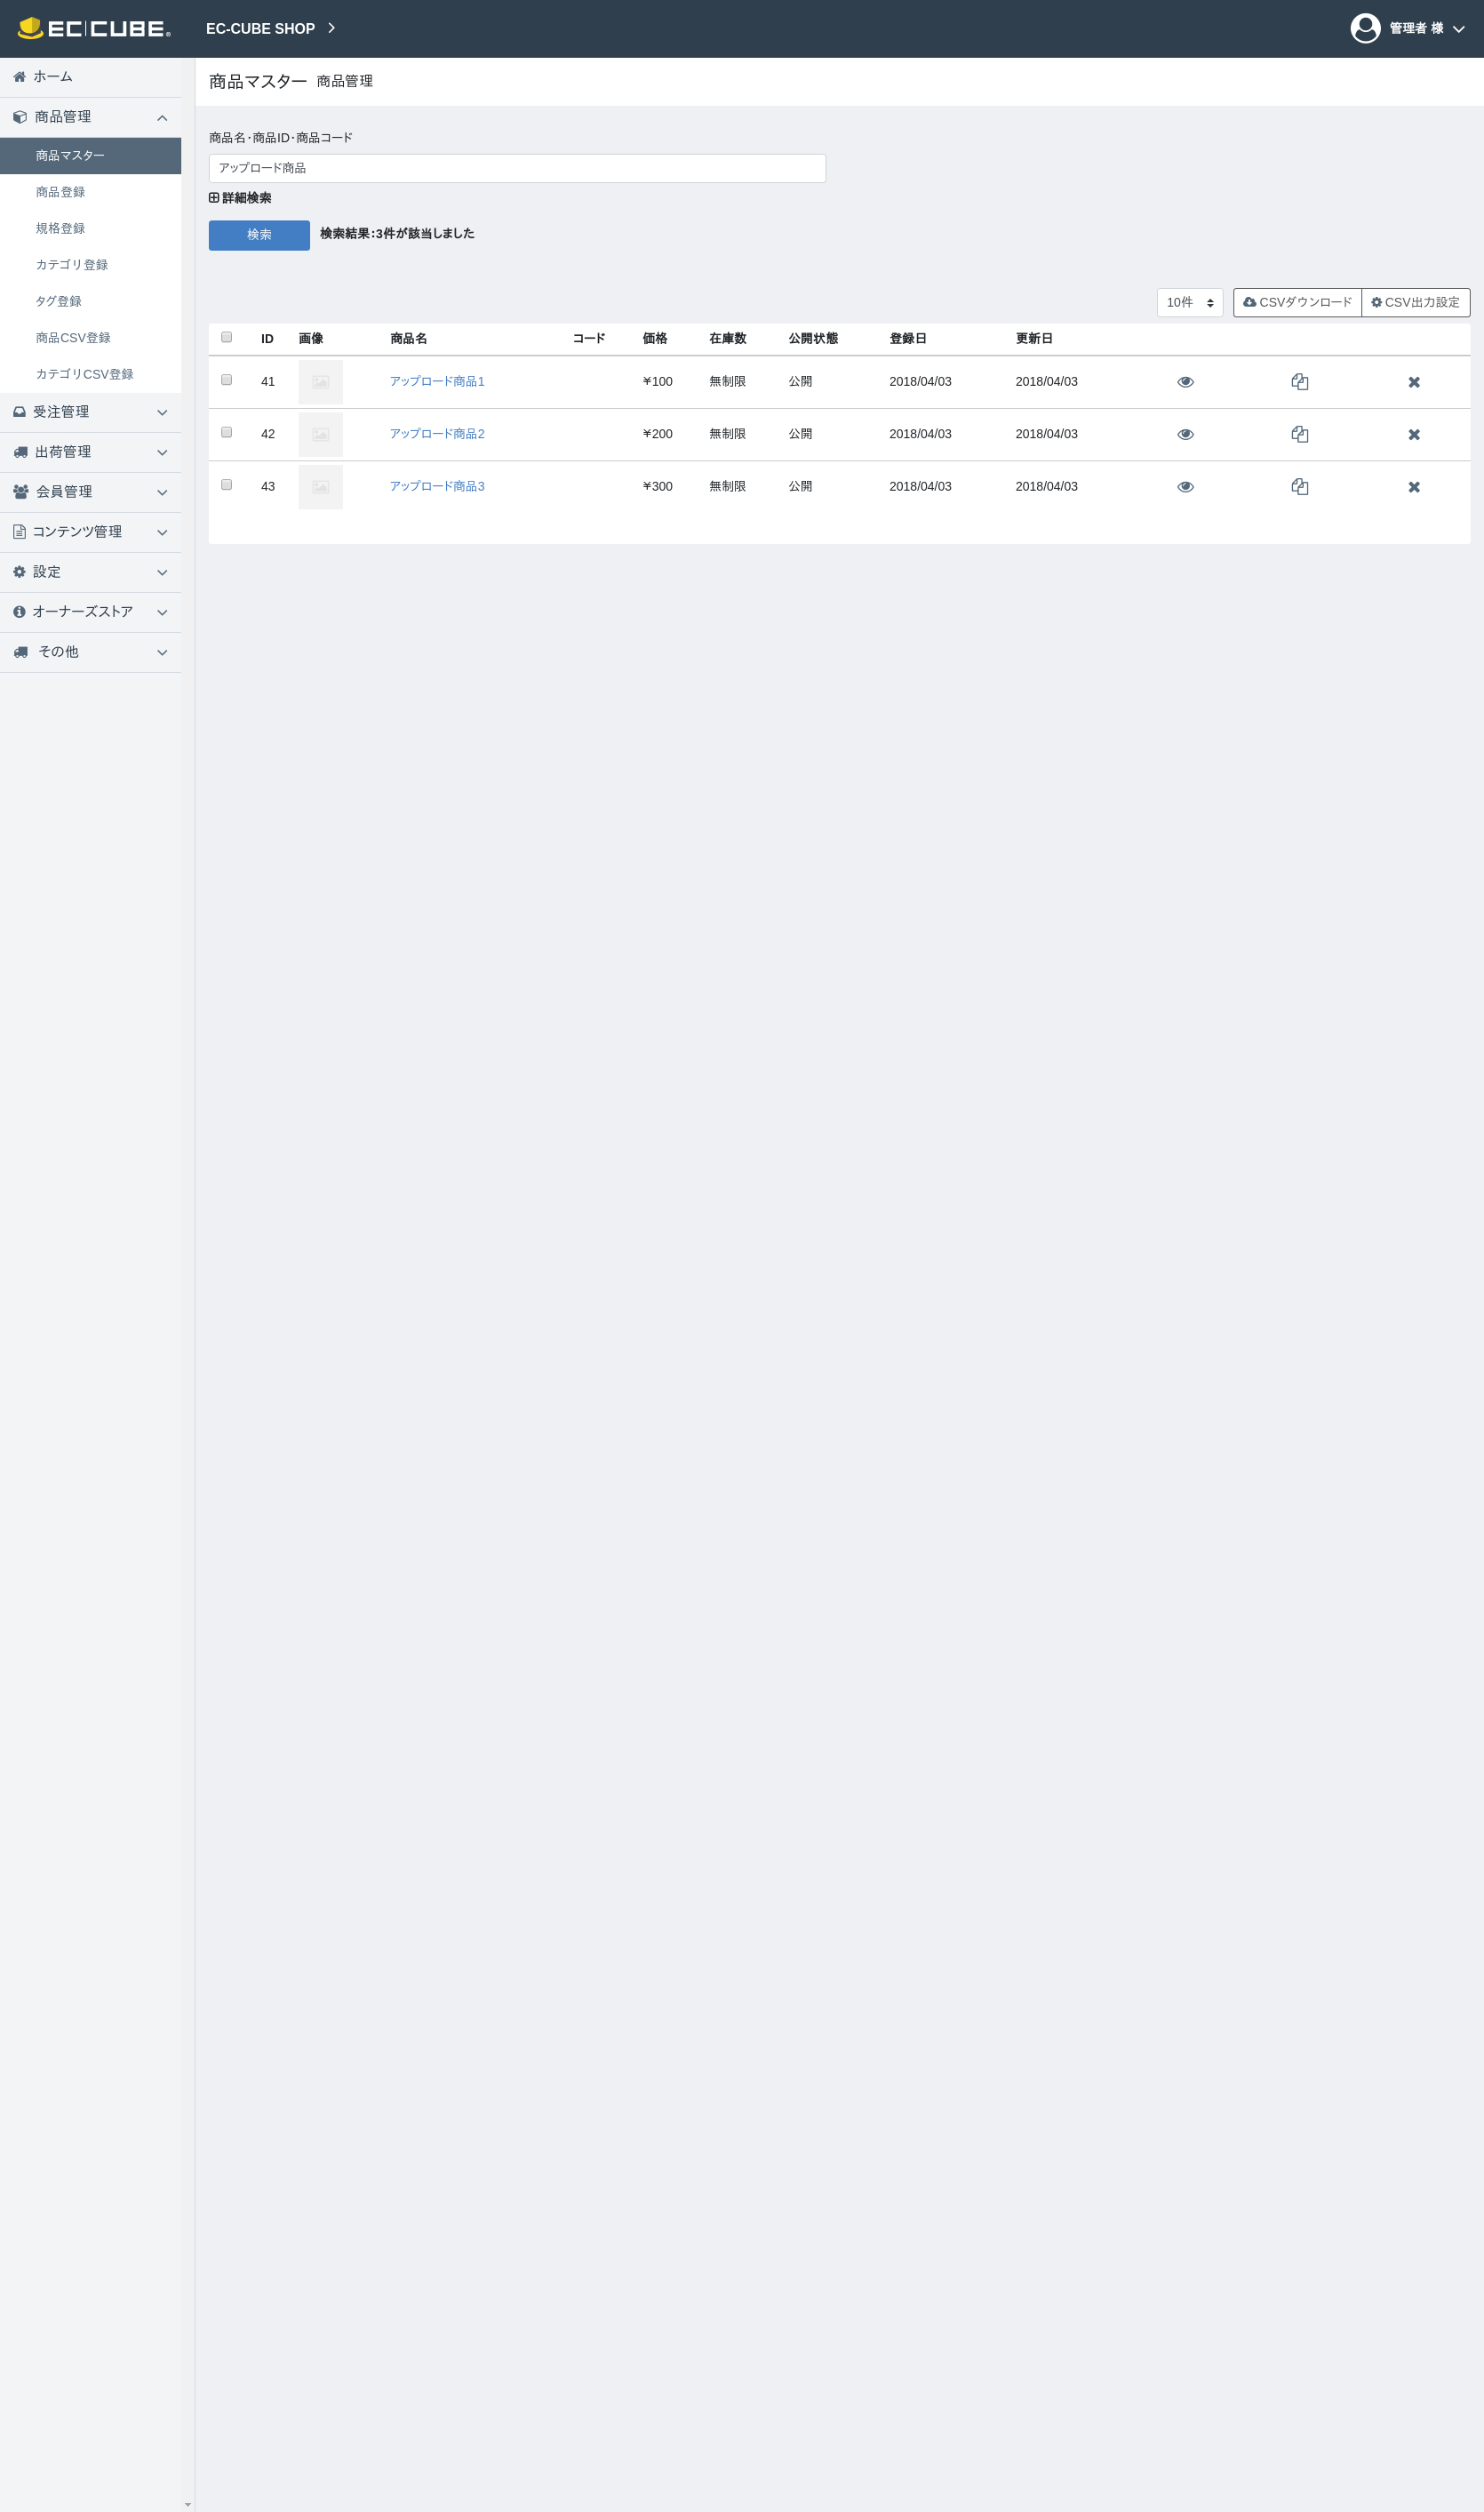 EC CUBE®
EC-CUBE SHOP
管理者 様
ホーム
商品管理
商品マスター
商品登録
規格登録
カテゴリ登録
タグ登録
商品CSV登録
カテゴリCSV登録
受注管理
出荷管理
会員管理
コンテンツ管理
設定
オーナーズストア
その他
商品マスター 商品管理
商品名・商品ID・商品コード
アップロード商品
詳細検索
検索 検索結果：3件が該当しました
10件 CSVダウンロード CSV出力設定
ID 画像 商品名 コード 価格 在庫数 公開状態 登録日 更新日
41 アップロード商品1 ¥100 無制限 公開 2018/04/03 2018/04/03
42 アップロード商品2 ¥200 無制限 公開 2018/04/03 2018/04/03
43 アップロード商品3 ¥300 無制限 公開 2018/04/03 2018/04/03